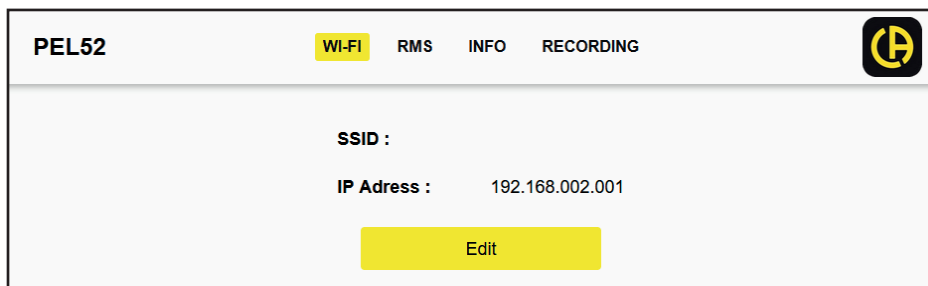 PEL52 WI-FI RMS INFO RECORDING
SSID :
IP Adress : 192.168.002.001
Edit